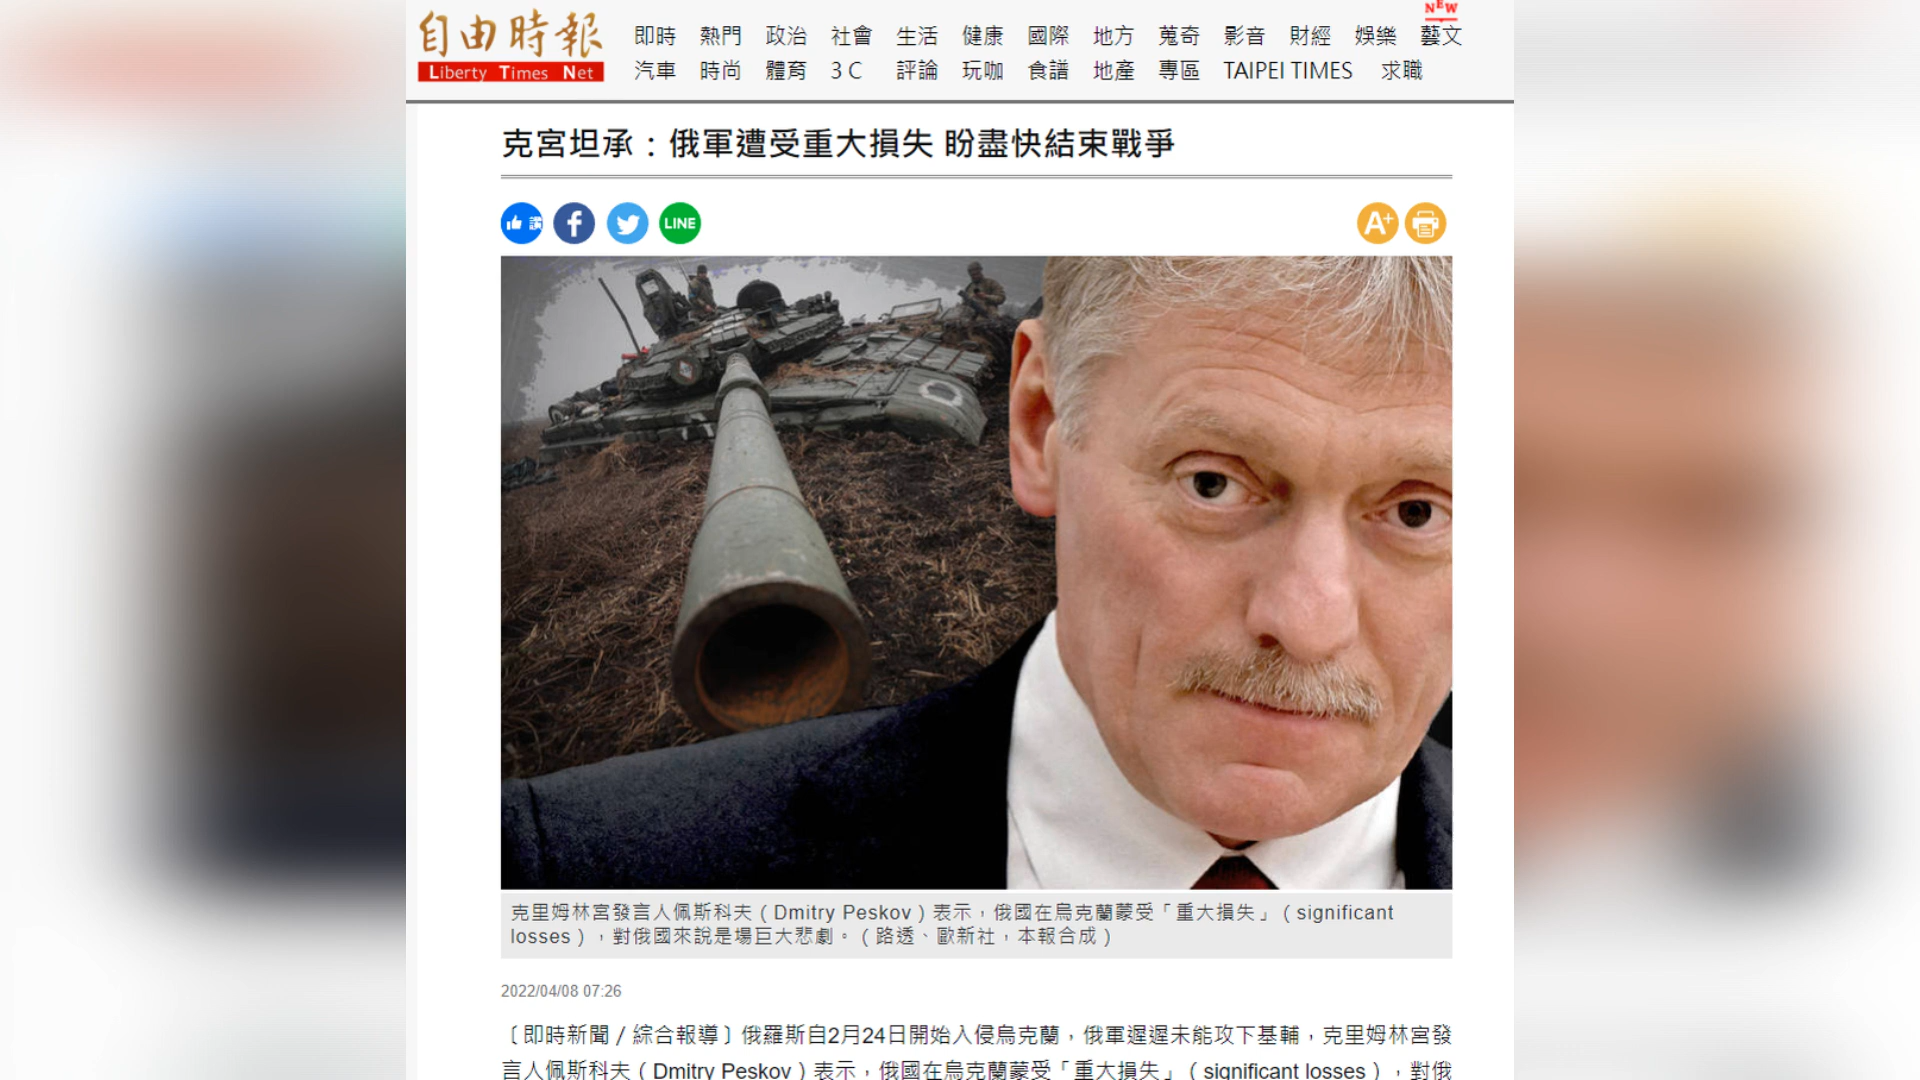 自由時報
Liberty Times Net
NEW
即時 熱門 政治 社會 生活 健康 國際 地方 蒐奇 影音 財經 娛樂 藝文
汽車 時尚 體育 3 C 評論 玩咖 食譜 地產 專區 TAIPEI TIMES 求職
克宮坦承：俄軍遭受重大損失 盼盡快結束戰爭
讚 LINE A+
克里姆林宮發言人佩斯科夫（Dmitry Peskov）表示，俄國在烏克蘭蒙受「重大損失」（significant
losses），對俄國來說是場巨大悲劇。（路透、歐新社，本報合成）
2022/04/08 07:26
〔即時新聞／綜合報導〕俄羅斯自2月24日開始入侵烏克蘭，俄軍遲遲未能攻下基輔，克里姆林宮發
言人佩斯科夫（Dmitry Peskov）表示，俄國在烏克蘭蒙受「重大損失」（significant losses），對俄